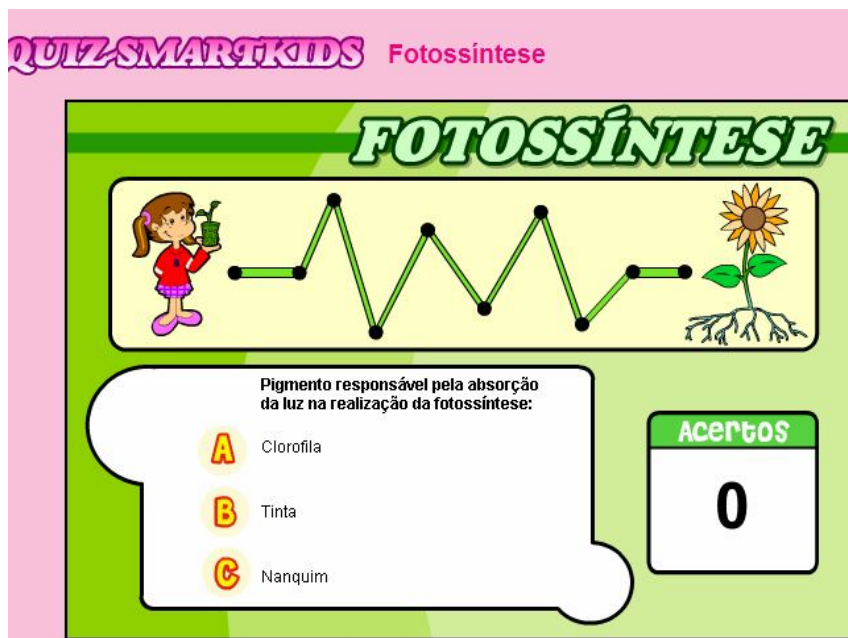 QUIZ-SMARTKIDS Fotossíntese
FOTOSSÍNTESE
Pigmento responsável pela absorção
da luz na realização da fotossíntese:
A Clorofila
B Tinta
C Nanquim
Acertos
0